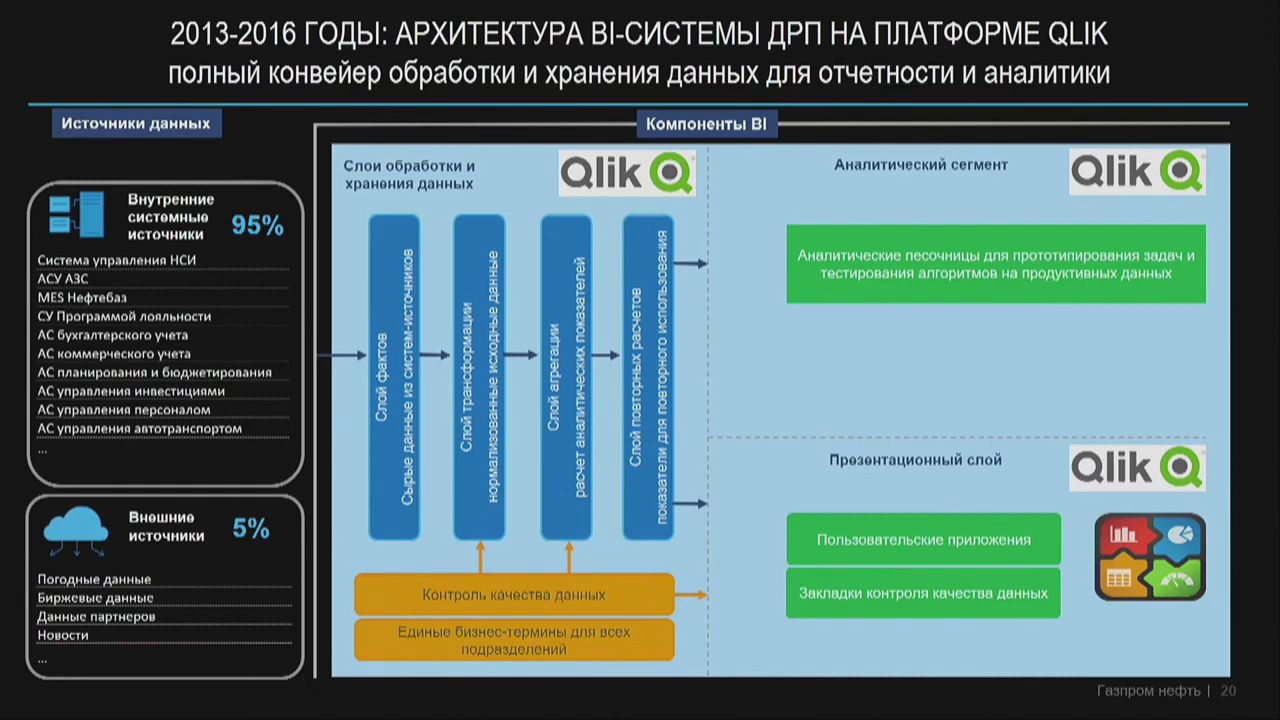 2013-2016 ГОДЫ: АРХИТЕКТУРА BI-СИСТЕМЫ ДРП НА ПЛАТФОРМЕ QLIK
полный конвейер обработки и хранения данных для отчетности и аналитики
Источники данных
Компоненты BI
Внутренние
системные
источники
95%
Система управления НСИ
АСУ АЗС
MES Нефтебаз
СУ Программой лояльности
АС бухгалтерского учета
АС коммерческого учета
АС планирования и бюджетирования
АС управления инвестициями
АС управления персоналом
АС управления автотранспортом
...
Внешние
источники
5%
Погодные данные
Биржевые данные
Данные партнеров
Новости
...
Слои обработки и
хранения данных
Qlik
Слой фактов
Сырые данные из систем-источников
Слой трансформации
нормализованные исходные данные
Слой агрегации
расчет аналитических показателей
Слой повторных расчетов
показатели для повторного использования
Контроль качества данных
Единые бизнес-термины для всех
подразделений
Аналитический сегмент
Qlik
Аналитические песочницы для прототипирования задач и
тестирования алгоритмов на продуктивных данных
Презентационный слой
Qlik
Пользовательские приложения
Закладки контроля качества данных
Газпром нефть | 20